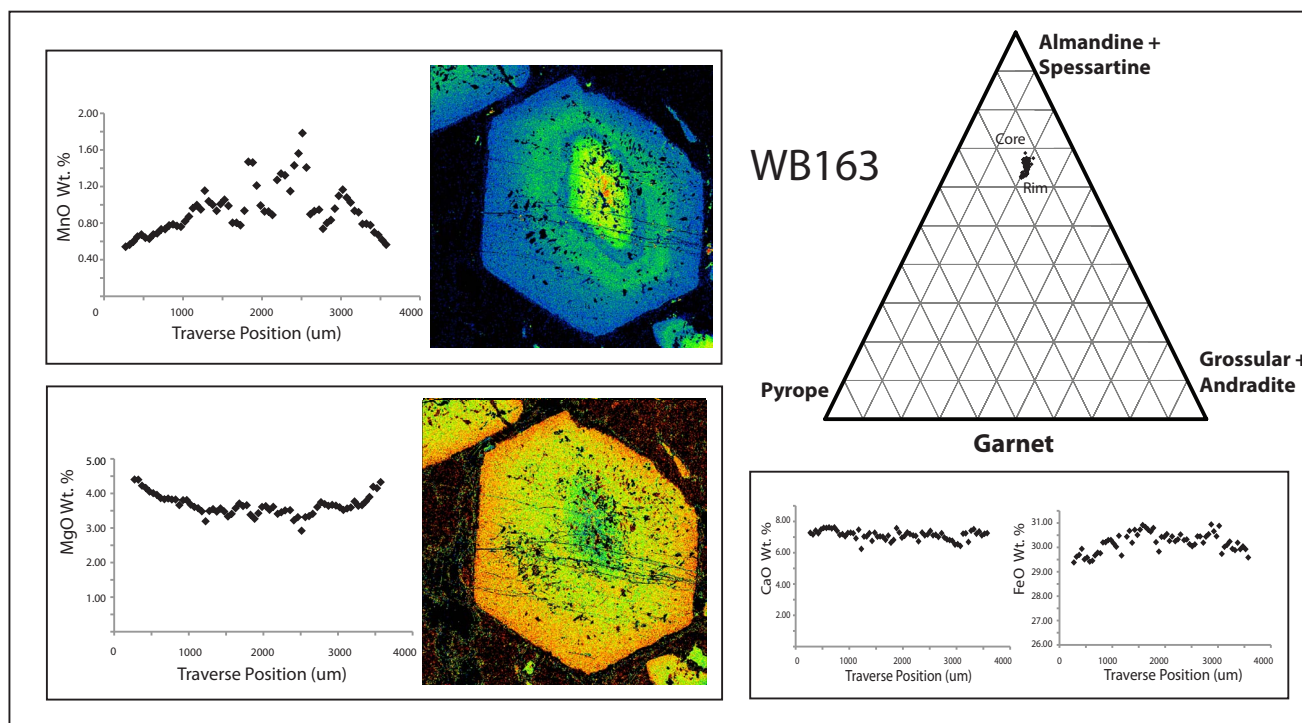 2.00
1.60
1.20
0.80
0.40
MnO Wt. %
0 1000 2000 3000 4000
Traverse Position (um)
5.00
4.00
3.00
2.00
1.00
MgO Wt. %
0 1000 2000 3000 4000
Traverse Position (um)
WB163
Almandine +
Spessartine
Core
Rim
Pyrope
Grossular +
Andradite
Garnet
8.00
6.00
4.00
2.00
CaO Wt. %
0 1000 2000 3000 4000
Traverse Position (um)
31.00
30.00
29.00
28.00
27.00
26.00
FeO Wt. %
0 1000 2000 3000 4000
Traverse Position (um)